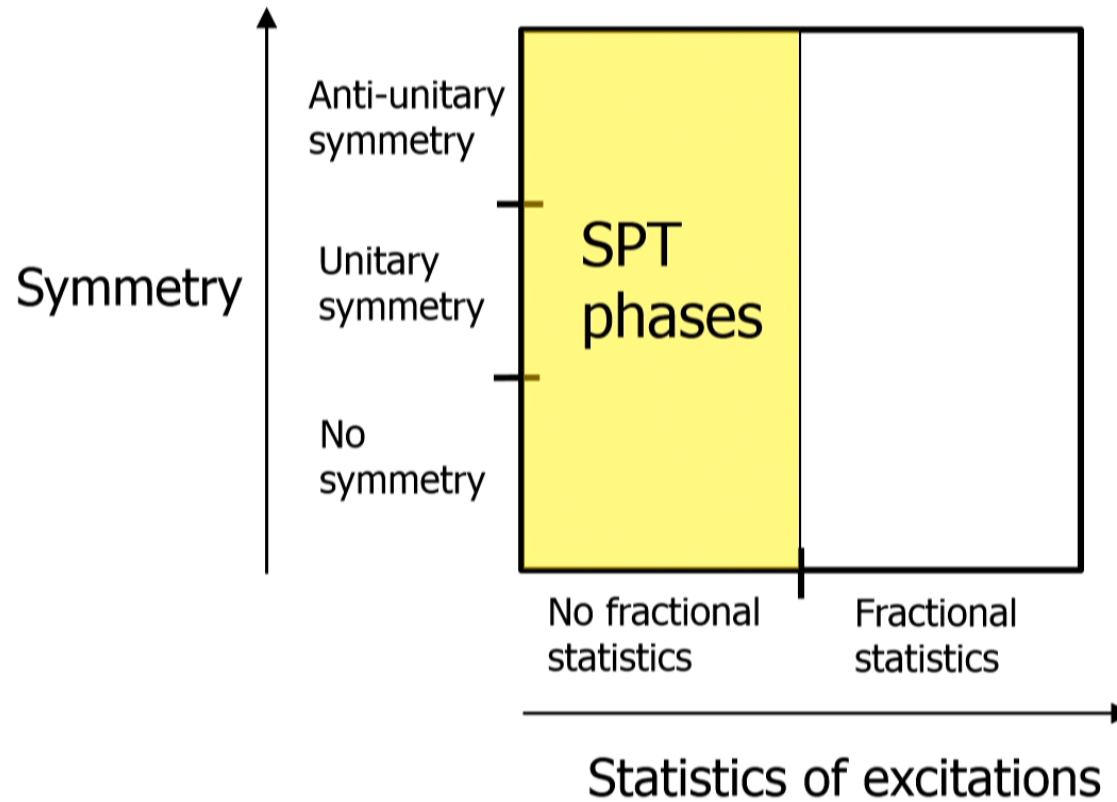 Anti-unitary
symmetry
Symmetry
Unitary
symmetry
SPT
phases
No
symmetry
No fractional
statistics
Fractional
statistics
Statistics of excitations